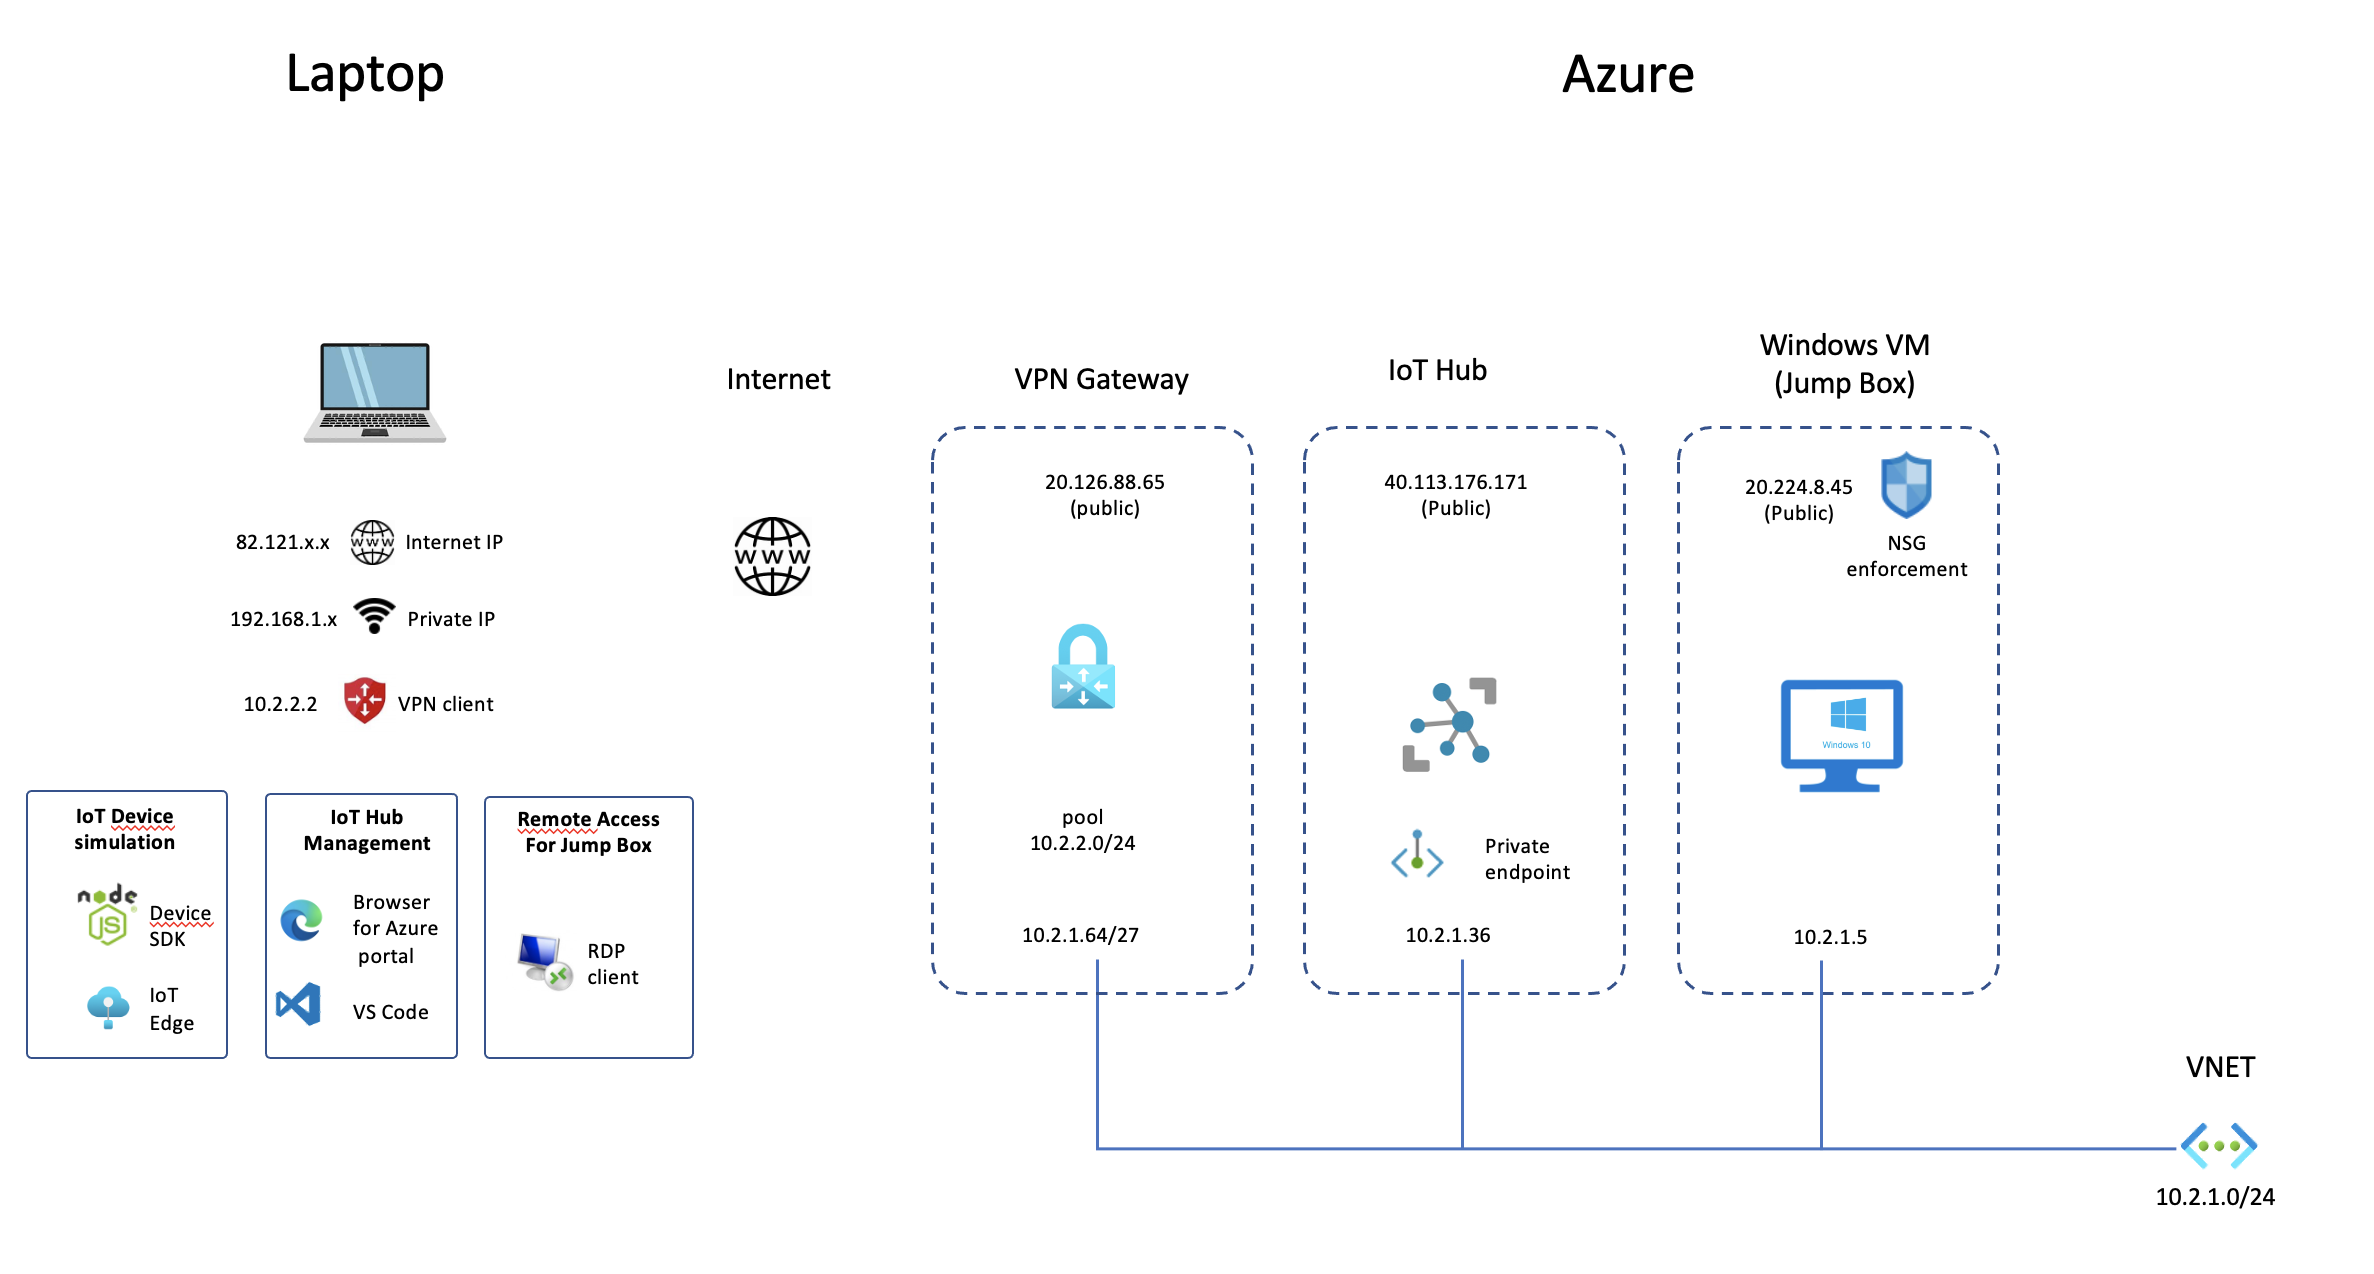 Laptop
Azure
Internet
VPN Gateway
IoT Hub
Windows VM
(Jump Box)
20.126.88.65
(public)
40.113.176.171
(Public)
20.224.8.45
(Public)
NSG
enforcement
82.121.x.x
Internet IP
www
www
192.168.1.x
Private IP
10.2.2.2
VPN client
Windows 10
IoT Device
simulation
node
JS
Device
SDK
IoT
Edge
IoT Hub
Management
Browser
for Azure
portal
VS Code
Remote Access
For Jump Box
RDP
client
pool
10.2.2.0/24
Private
endpoint
10.2.1.64/27
10.2.1.36
10.2.1.5
VNET
10.2.1.0/24